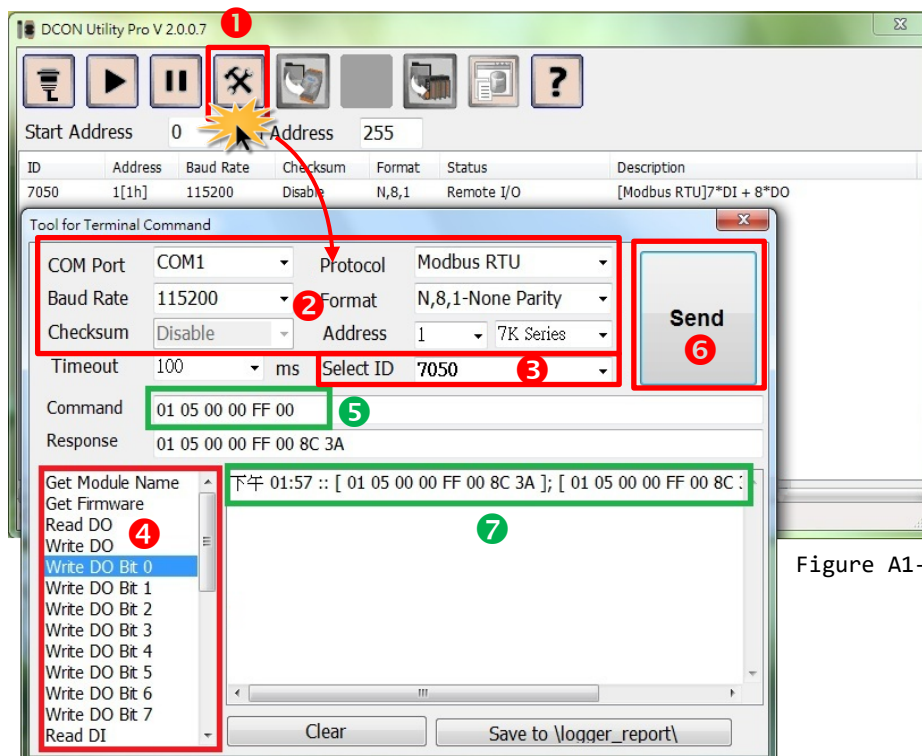 1
DCON Utility Pro V 2.0.0.7
?
Start Address 0 Address 255
ID Address Baud Rate Checksum Format Status Description
7050 1[1h] 115200 Disable N,8,1 Remote I/O [Modbus RTU]7*DI + 8*DO
Tool for Terminal Command
COM Port COM1 Protocol Modbus RTU
Baud Rate 115200 2 Format N,8,1-None Parity
Checksum Disable Address 1 7K Series
Send
6
Timeout 100 ms Select ID 7050 3
Command 01 05 00 00 FF 00 5
Response 01 05 00 00 FF 00 8C 3A
Get Module Name
Get Firmware
Read DO
Write DO
4
Write DO Bit 0
Write DO Bit 1
Write DO Bit 2
Write DO Bit 3
Write DO Bit 4
Write DO Bit 5
Write DO Bit 6
Write DO Bit 7
Read DI
下午 01:57 :: [ 01 05 00 00 FF 00 8C 3A ]; [ 01 05 00 00 FF 00 8C
7
Clear Save to \logger_report\
Figure A1-